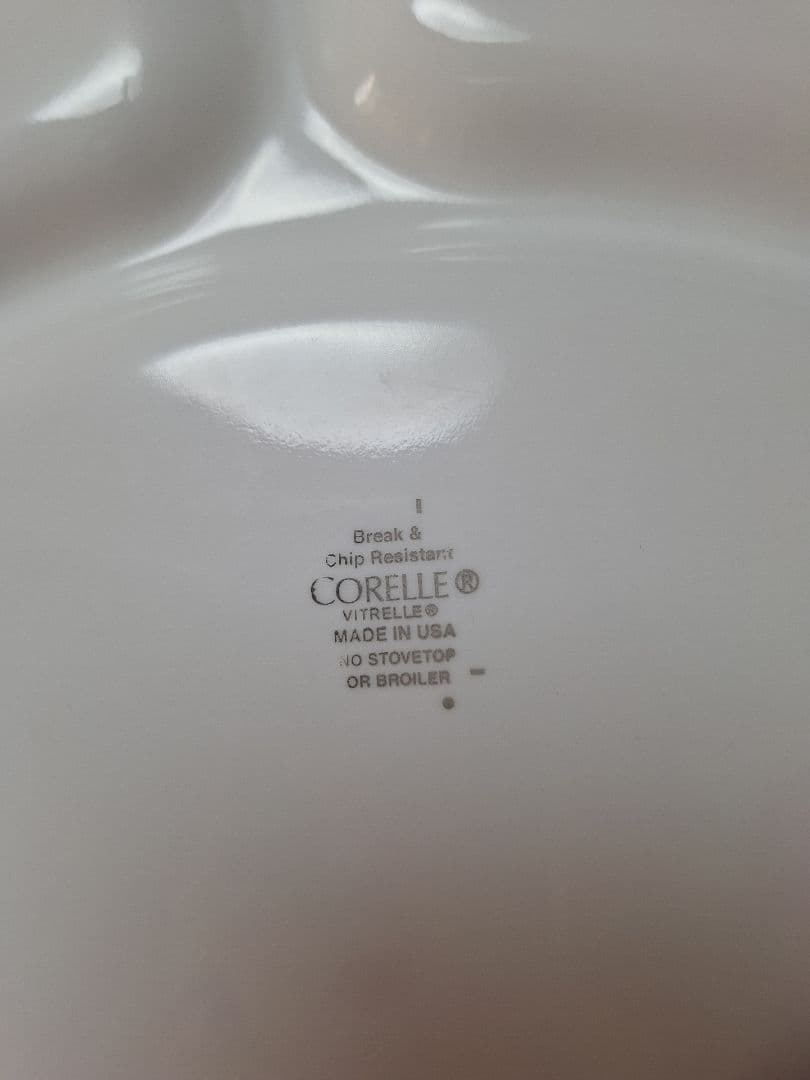 Break &
Chip Resistant
CORELLE®
VITRELLE®
MADE IN USA
NO STOVETOP
OR BROILER